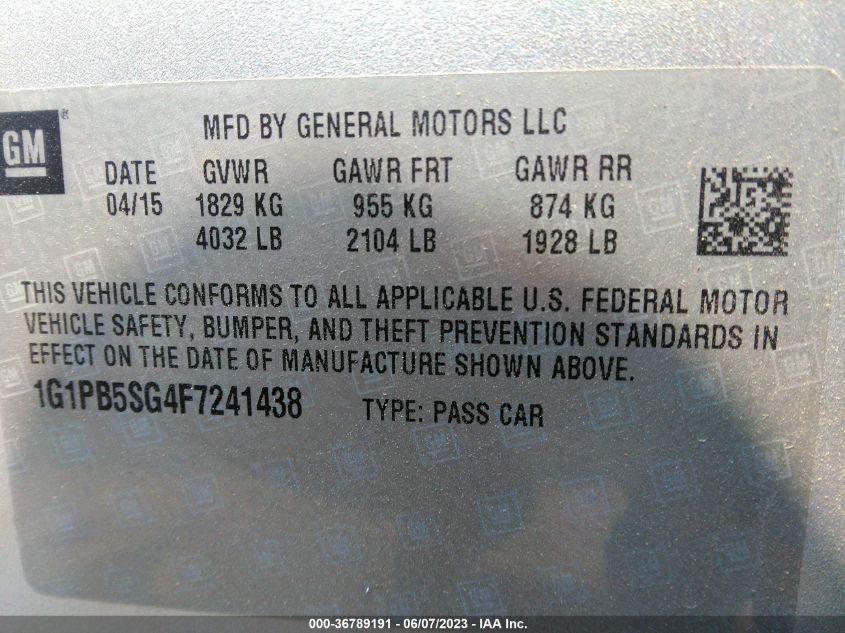 GM
MFD BY GENERAL MOTORS LLC
DATE GVWR GAWR FRT GAWR RR
04/15 1829 KG 955 KG 874 KG
4032 LB 2104 LB 1928 LB
THIS VEHICLE CONFORMS TO ALL APPLICABLE U.S. FEDERAL MOTOR
VEHICLE SAFETY, BUMPER, AND THEFT PREVENTION STANDARDS IN
EFFECT ON THE DATE OF MANUFACTURE SHOWN ABOVE.
1G1PB5SG4F7241438 TYPE: PASS CAR
000-36789191 - 06/07/2023 - IAA Inc.